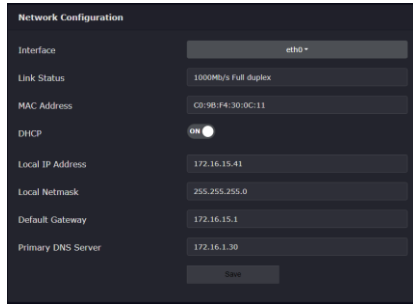 Network Configuration
Interface eth0
Link Status 1000Mb/s Full duplex
MAC Address C0:9B:F4:30:0C:11
DHCP ON
Local IP Address 172.16.15.41
Local Netmask 255.255.255.0
Default Gateway 172.16.15.1
Primary DNS Server 172.16.1.30
Save